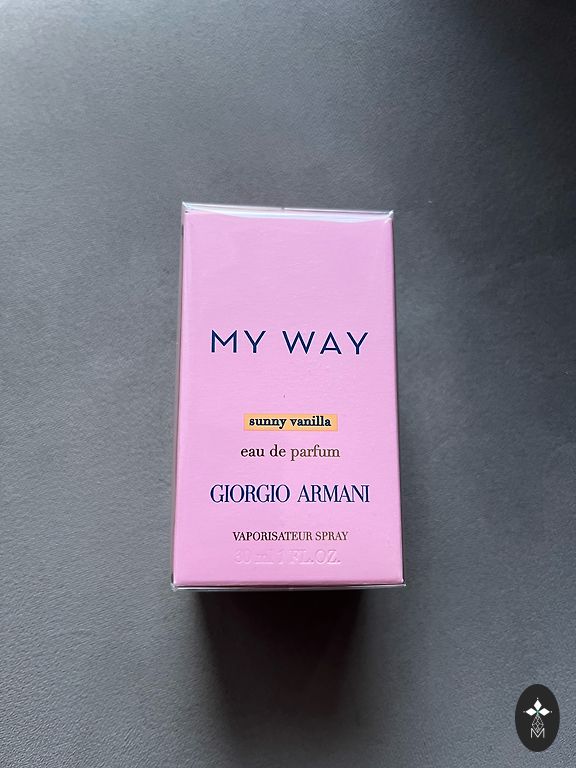 MY WAY
sunny vanilla
eau de parfum
GIORGIO ARMANI
VAPORISATEUR SPRAY
30 ml 1 FL.OZ.
M